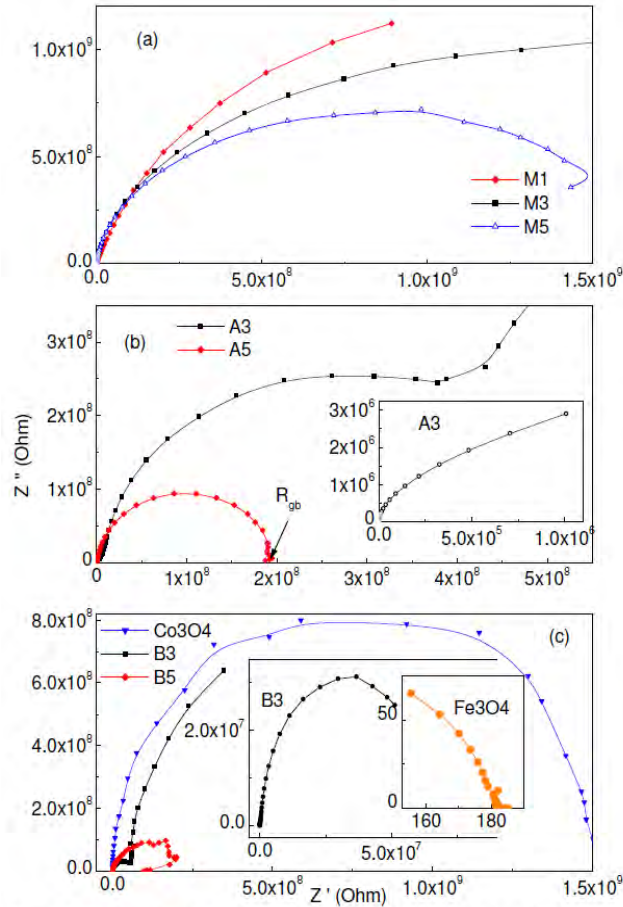 (a)
1.0x10⁹
5.0x10⁸
0.0
M1
M3
M5
0.0
5.0x10⁸
1.0x10⁹
1.5x10⁹
(b)
A3
A5
3x10⁸
2x10⁸
1x10⁸
0
Z '' (Ohm)
R_gb
A3
3x10⁶
2x10⁶
1x10⁶
0.0
5.0x10⁵
1.0x10⁶
0
1x10⁸
2x10⁸
3x10⁸
4x10⁸
5x10⁸
(c)
Co3O4
B3
B5
8.0x10⁸
6.0x10⁸
4.0x10⁸
2.0x10⁸
0.0
B3
2.0x10⁷
0.0
0.0
5.0x10⁷
Fe3O4
50
0
160
180
0.0
5.0x10⁸
1.0x10⁹
1.5x10⁹
Z ' (Ohm)